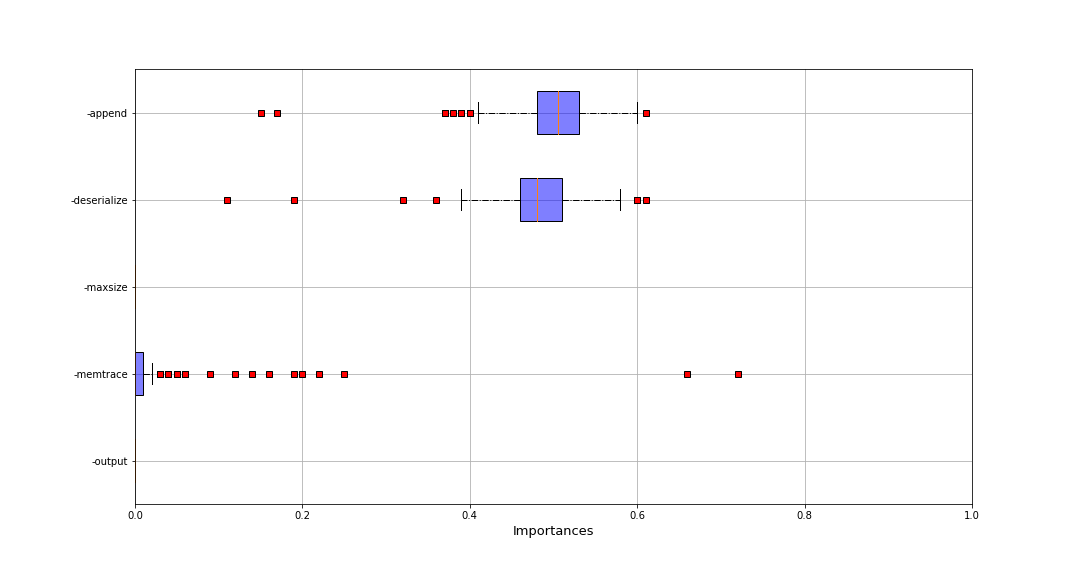 -append
-deserialize
-maxsize
-memtrace
-output
0.0 0.2 0.4 0.6 0.8 1.0
Importances